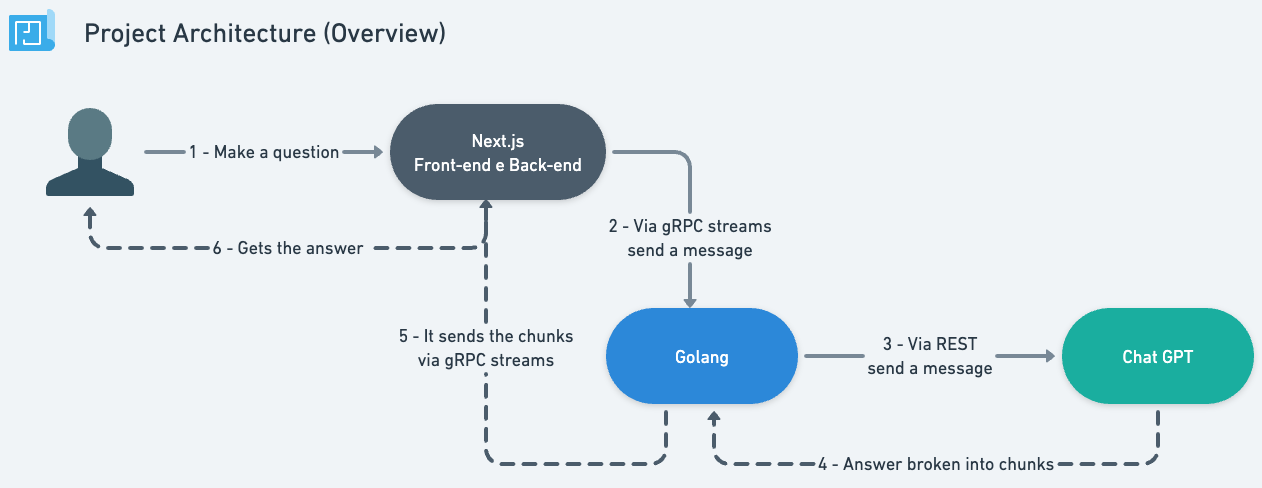 Project Architecture (Overview)
1 - Make a question
Next.js
Front-end e Back-end
2 - Via gRPC streams
send a message
6 - Gets the answer
5 - It sends the chunks
via gRPC streams
Golang
3 - Via REST
send a message
Chat GPT
4 - Answer broken into chunks